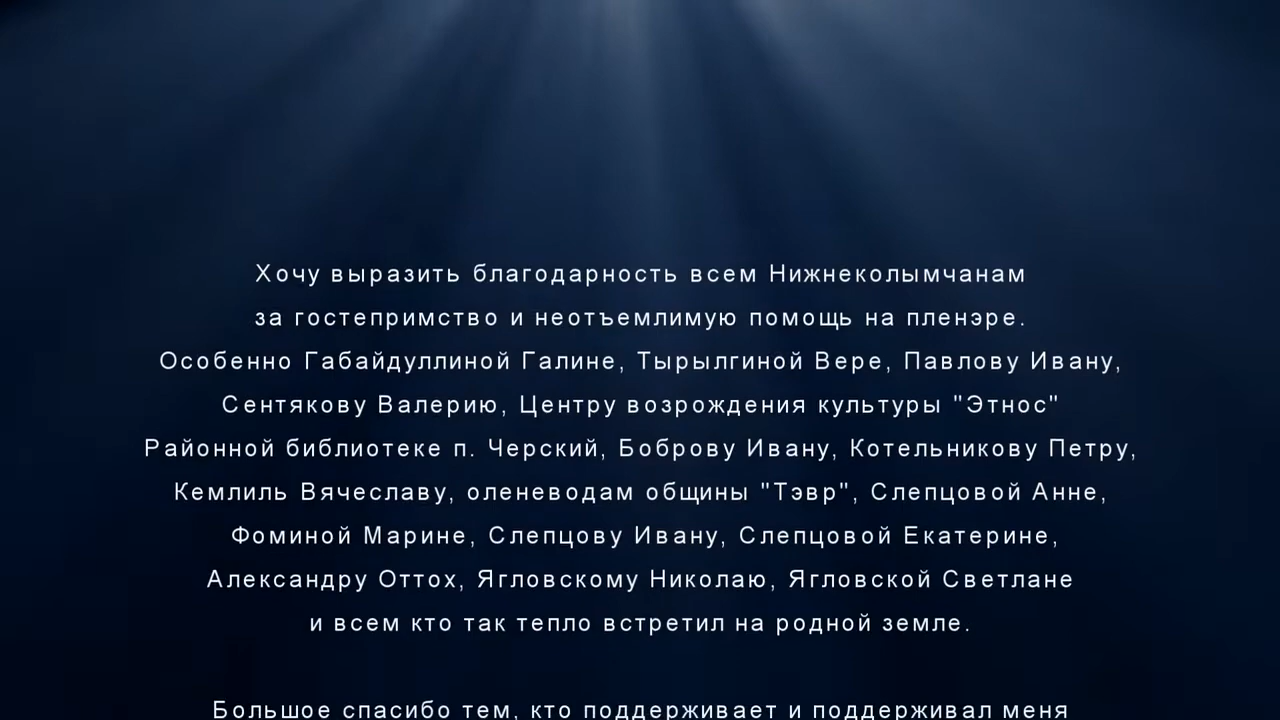 Хочу выразить благодарность всем Нижнеколымчанам
за гостепримство и неотъемлимую помощь на пленэре.
Особенно Габайдуллиной Галине, Тырылгиной Вере, Павлову Ивану,
Сентякову Валерию, Центру возрождения культуры "Этнос"
Районной библиотеке п. Черский, Боброву Ивану, Котельникову Петру,
Кемлиль Вячеславу, оленеводам общины "Тэвр", Слепцовой Анне,
Фоминой Марине, Слепцову Ивану, Слепцовой Екатерине,
Александру Оттох, Ягловскому Николаю, Ягловской Светлане
и всем кто так тепло встретил на родной земле.
Большое спасибо тем, кто поддерживает и поддерживал меня